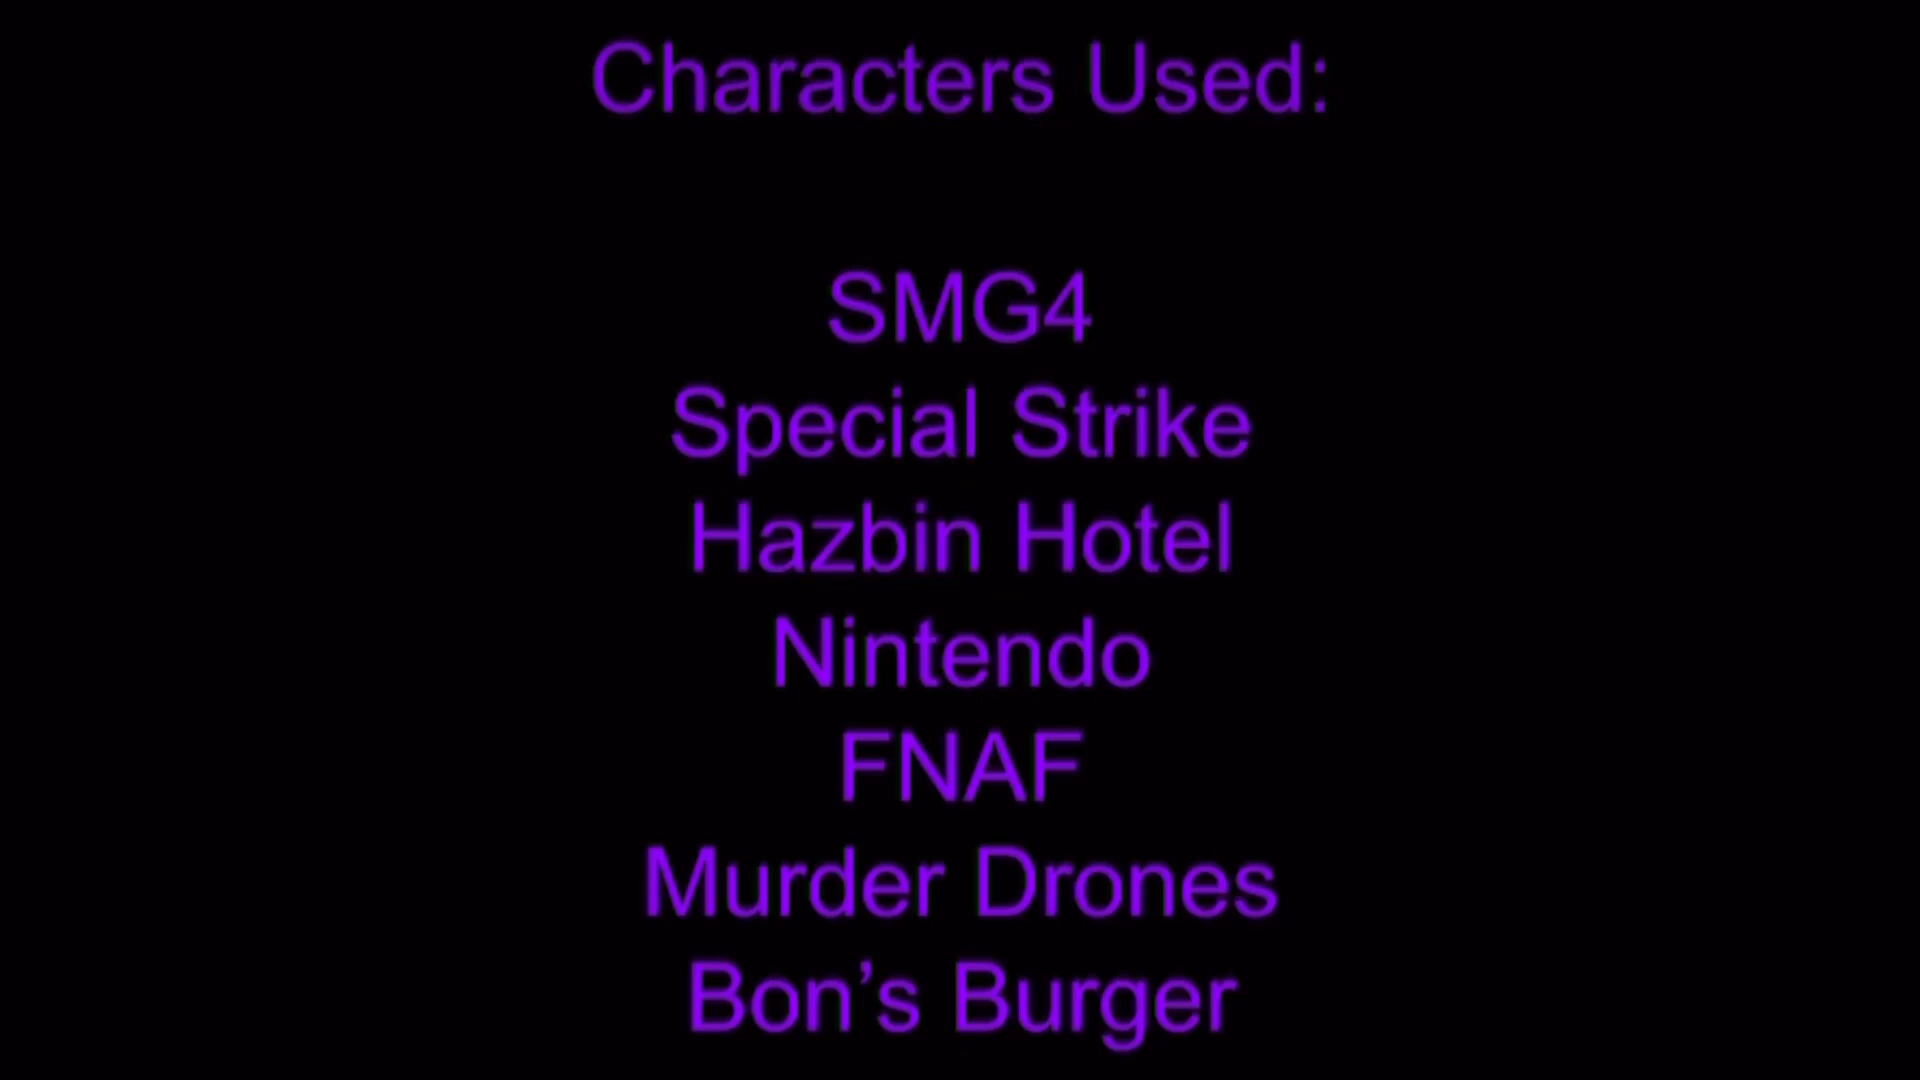 Characters Used:
SMG4
Special Strike
Hazbin Hotel
Nintendo
FNAF
Murder Drones
Bon’s Burger